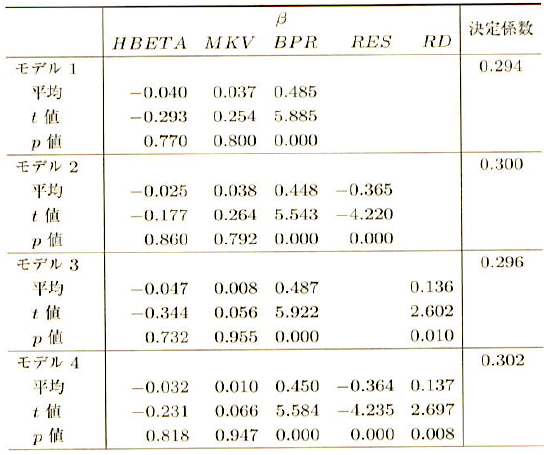 β 決定係数
HBETA MKV BPR RES RD
モデル 1 0.294
平均 −0.040 0.037 0.485
t 値 −0.293 0.254 5.885
p 値 0.770 0.800 0.000
モデル 2 0.300
平均 −0.025 0.038 0.448 −0.365
t 値 −0.177 0.264 5.543 −4.220
p 値 0.860 0.792 0.000 0.000
モデル 3 0.296
平均 −0.047 0.008 0.487 0.136
t 値 −0.344 0.056 5.922 2.602
p 値 0.732 0.955 0.000 0.010
モデル 4 0.302
平均 −0.032 0.010 0.450 −0.364 0.137
t 値 −0.231 0.066 5.584 −4.235 2.697
p 値 0.818 0.947 0.000 0.000 0.008